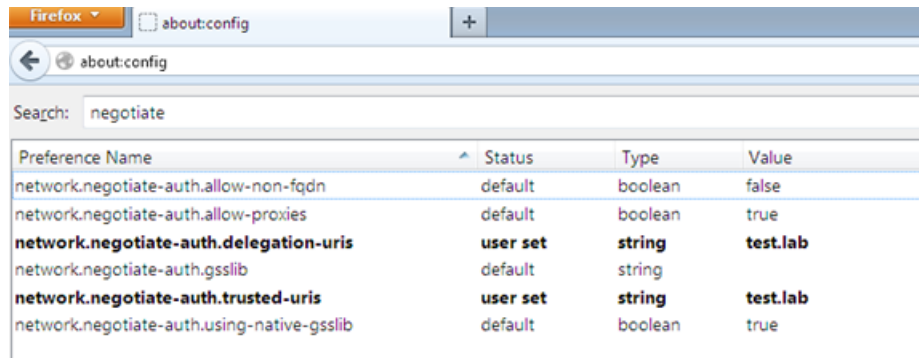 Firefox
about:config
+
about:config
Search: negotiate
Preference Name Status Type Value
network.negotiate-auth.allow-non-fqdn default boolean false
network.negotiate-auth.allow-proxies default boolean true
network.negotiate-auth.delegation-uris user set string test.lab
network.negotiate-auth.gsslib default string
network.negotiate-auth.trusted-uris user set string test.lab
network.negotiate-auth.using-native-gsslib default boolean true